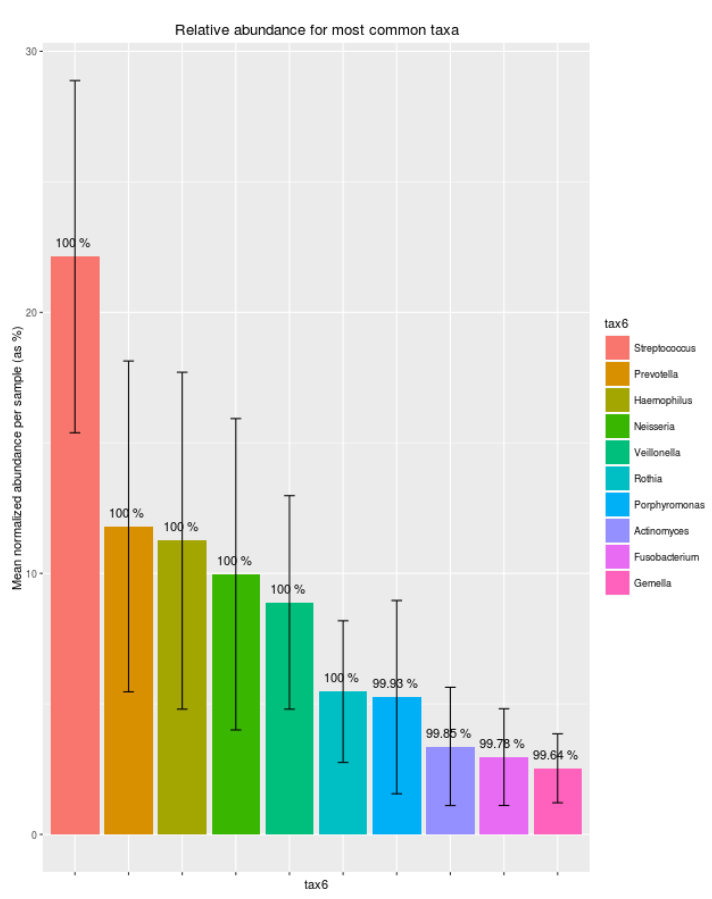 Relative abundance for most common taxa
Mean normalized abundance per sample (as %)
30
20
10
0
100 %
100 %
100 %
100 %
100 %
100 %
99.93 %
99.85 %
99.78 %
99.64 %
tax6
tax6
Streptococcus
Prevotella
Haemophilus
Neisseria
Veillonella
Rothia
Porphyromonas
Actinomyces
Fusobacterium
Gemella